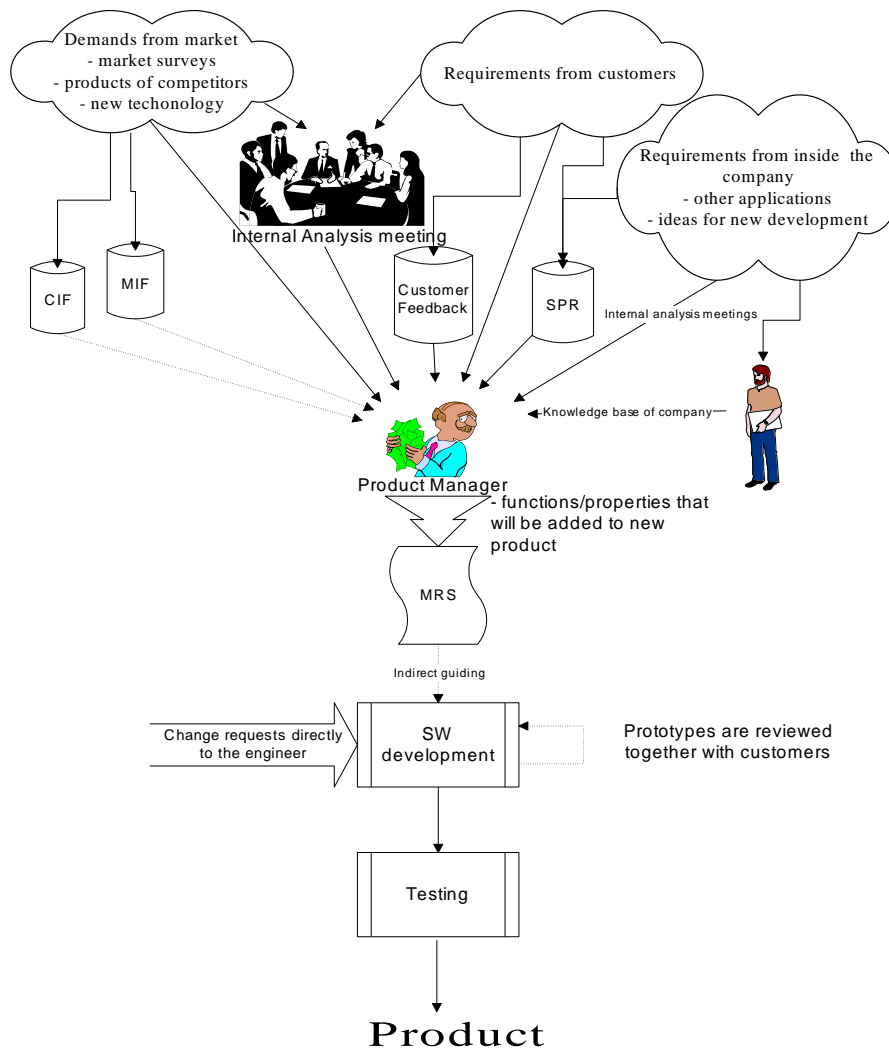 Demands from market
- market surveys
- products of competitors
- new techonology
Requirements from customers
Requirements from inside the
company
- other applications
- ideas for new development
Internal Analysis meeting
CIF
MIF
Customer
Feedback
SPR
Internal analysis meetings
Knowledge base of company
Product Manager
- functions/properties that
will be added to new
product
MRS
Indirect guiding
Change requests directly
to the engineer
SW
development
Prototypes are reviewed
together with customers
Testing
Product